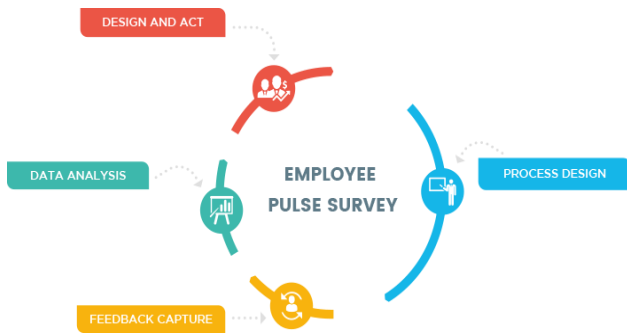 DESIGN AND ACT
EMPLOYEE
PULSE SURVEY
DATA ANALYSIS
PROCESS DESIGN
FEEDBACK CAPTURE
$